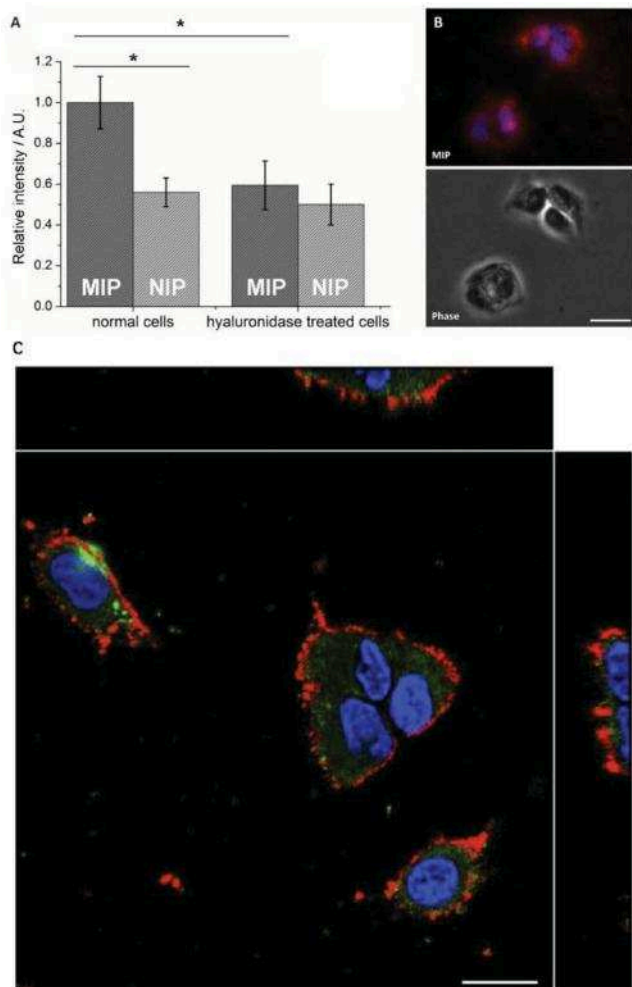 A
*
*
Relative intensity / A.U.
1.2
1.0
0.8
0.6
0.4
0.2
0.0
MIP
NIP
MIP
NIP
normal cells
hyaluronidase treated cells
B
MIP
Phase
C